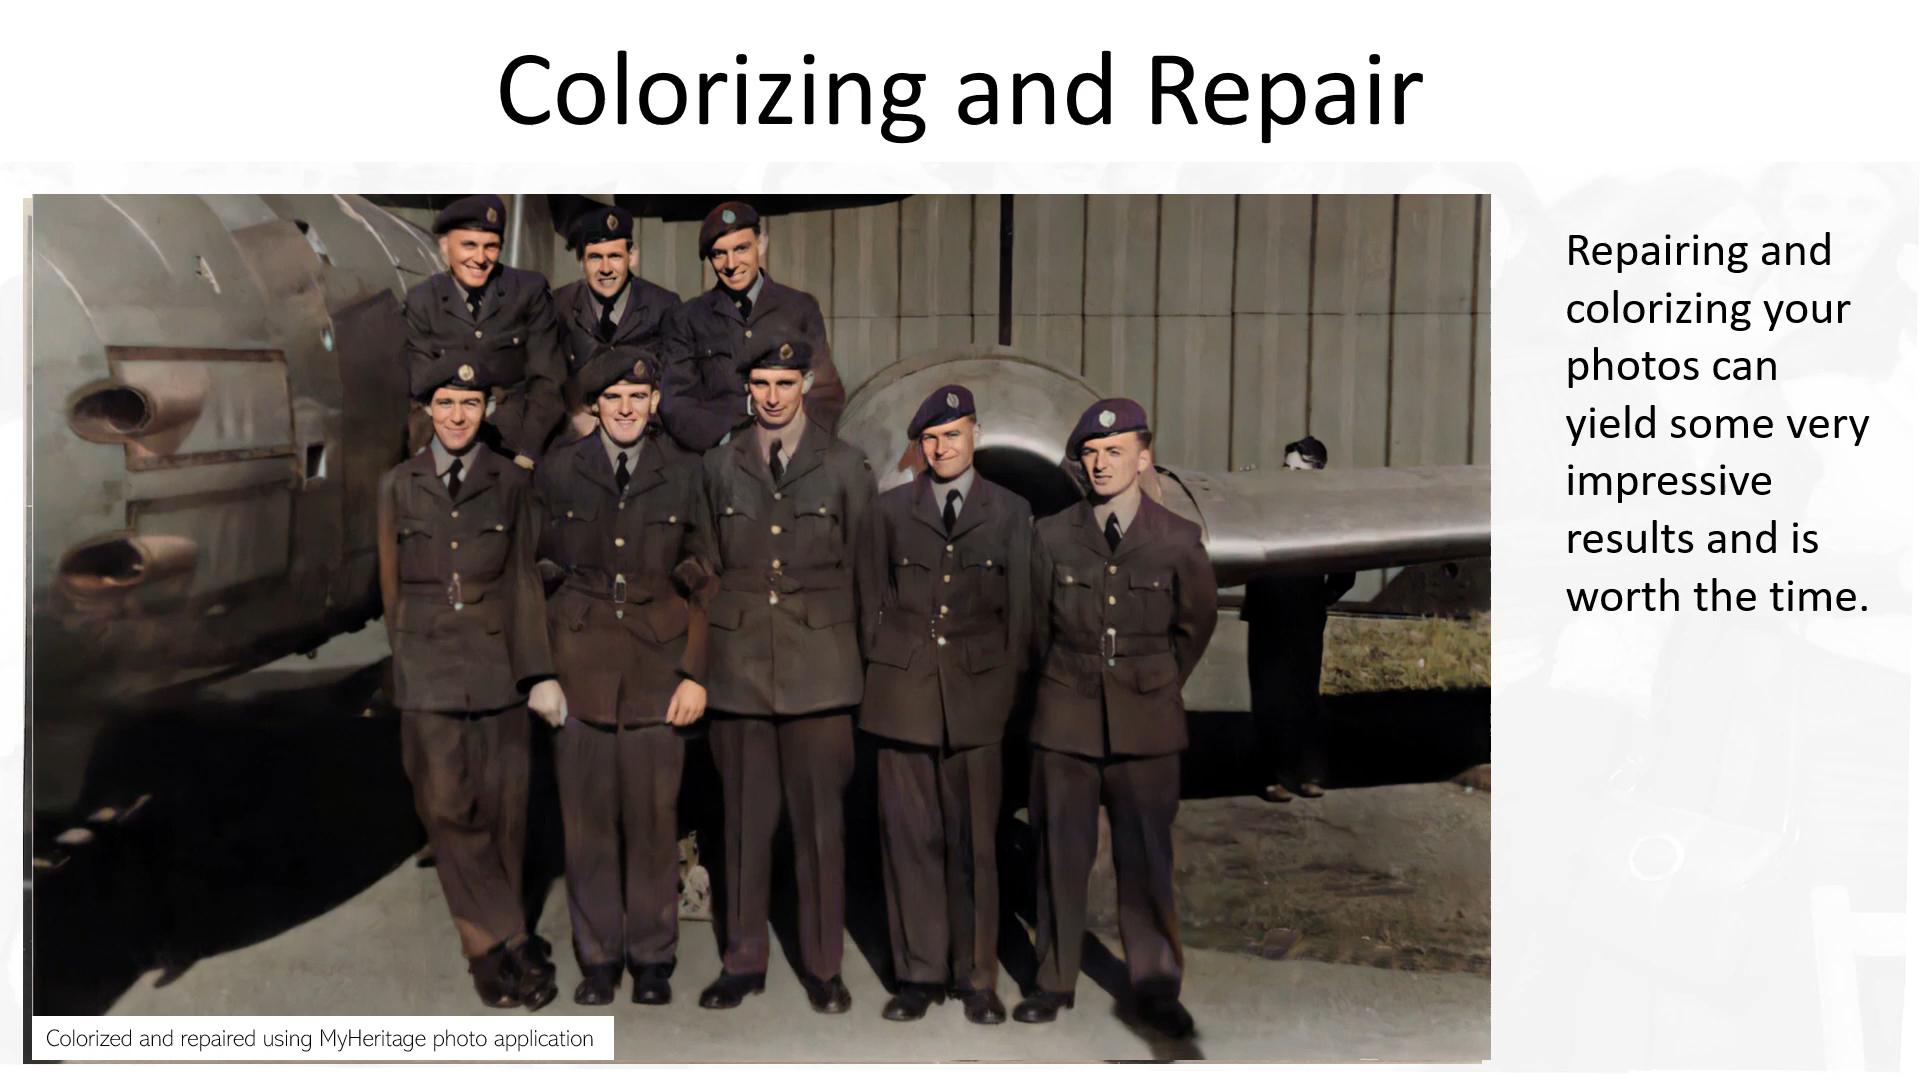 Colorizing and Repair
Repairing and
colorizing your
photos can
yield some very
impressive
results and is
worth the time.
Colorized and repaired using MyHeritage photo application